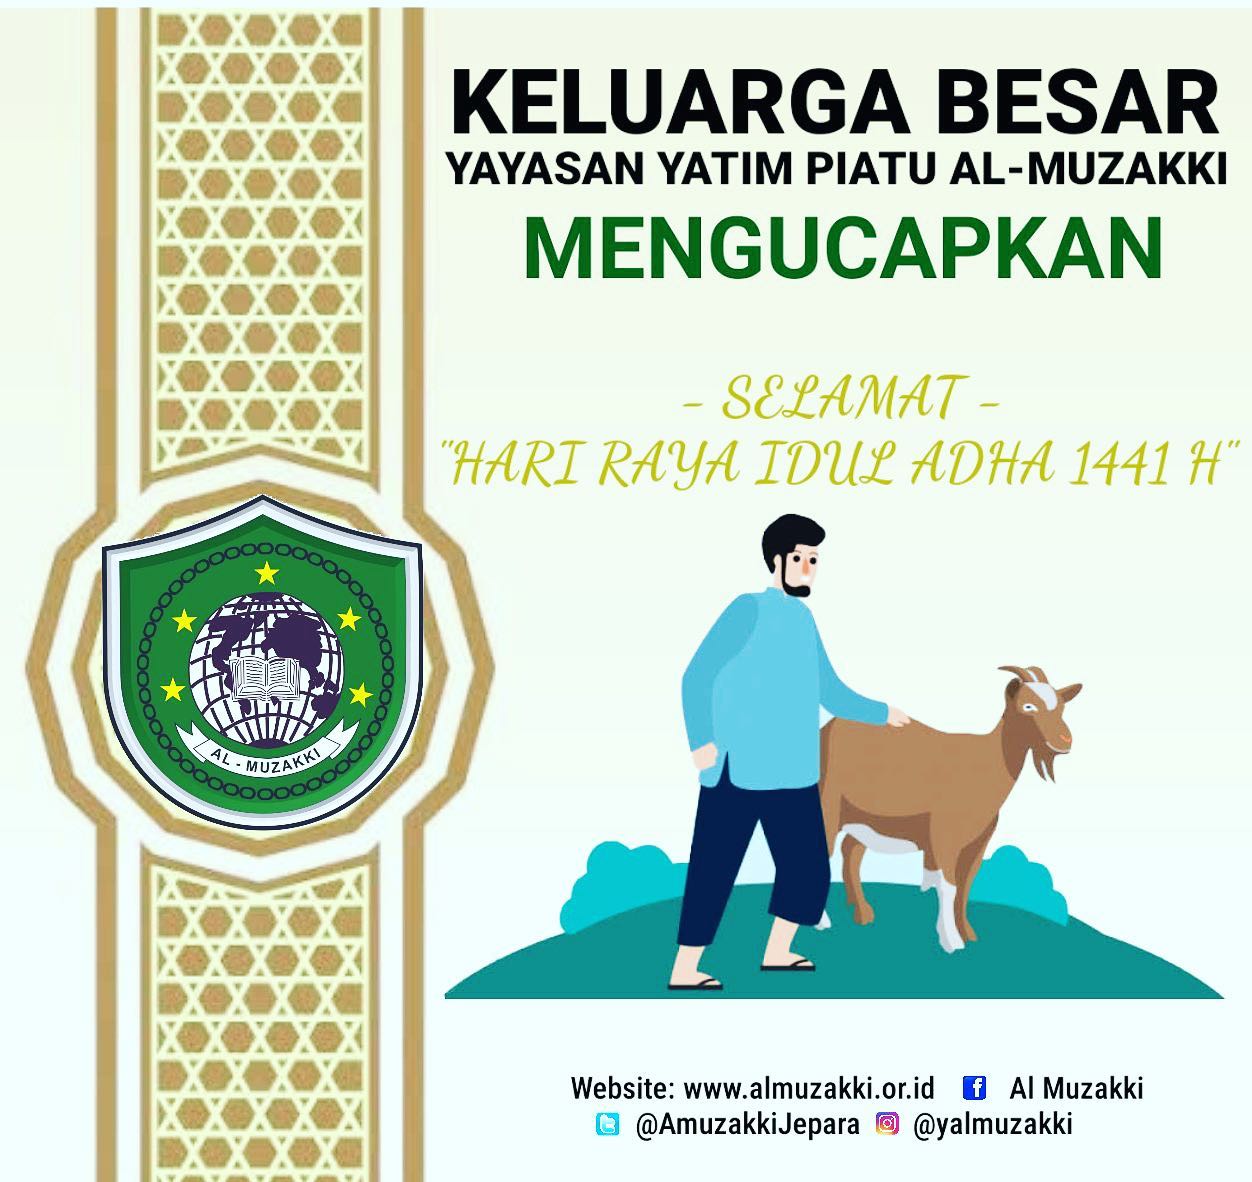 KELUARGA BESAR
YAYASAN YATIM PIATU AL-MUZAKKI
MENGUCAPKAN
- SELAMAT -
"HARI RAYA IDUL ADHA 1441 H"
AL - MUZAKKI
Website: www.almuzakki.or.id Al Muzakki
@AmuzakkiJepara @yalmuzakki